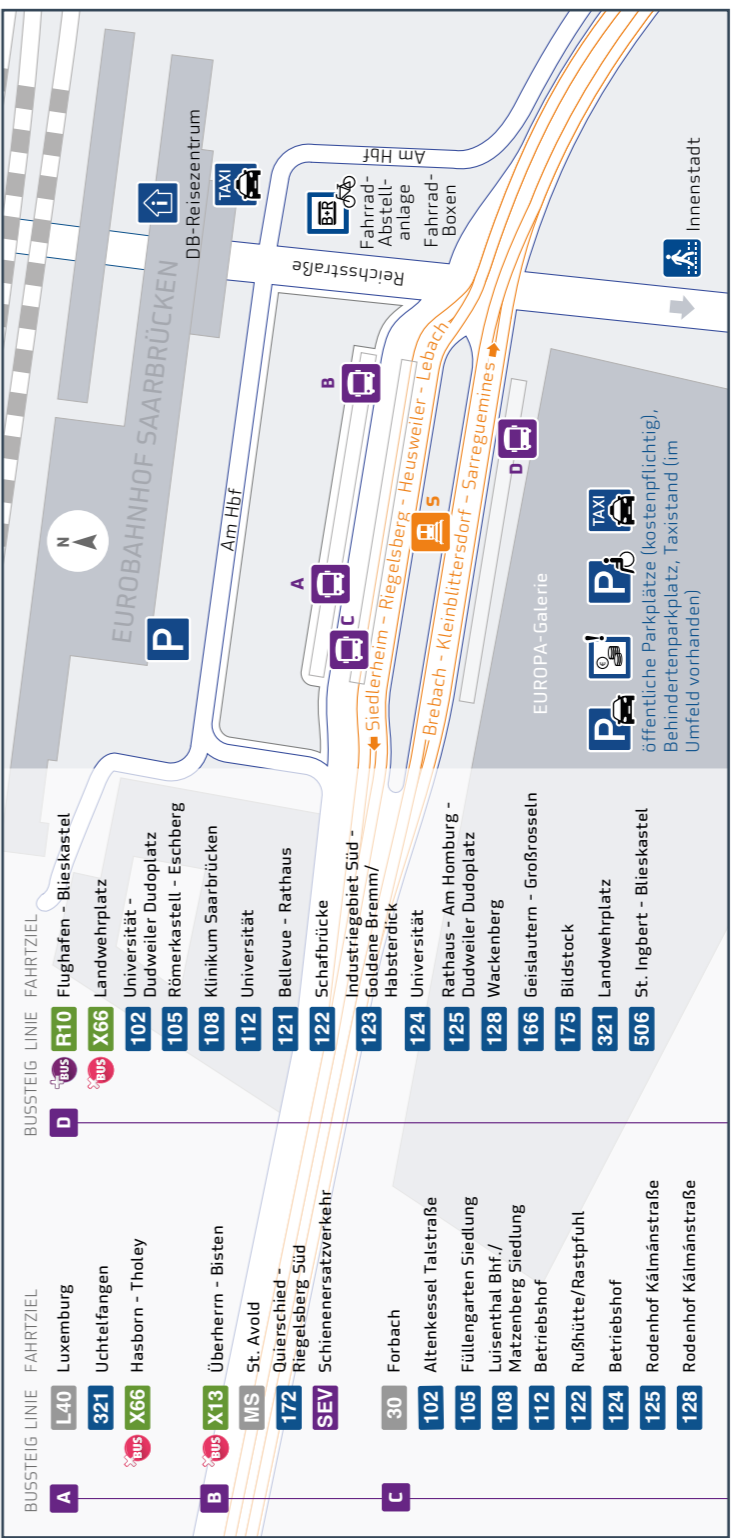 BUSSTEIG LINIE FAHRTZIEL
A L40 Luxemburg
321 Uchtelfangen
XBUS X66 Hasborn - Tholey
B XBUS X13 Überherrn - Bisten
MS St. Avold
172 Quierschied -
Riegelsberg Süd
SEV Schienenersatzverkehr
C 30 Forbach
102 Altenkessel Talstraße
105 Füllengarten Siedlung
108 Luisenthal Bhf./
Matzenberg Siedlung
112 Betriebshof
122 Rußhütte/Rastpfuhl
124 Betriebshof
125 Rodenhof Kálmánstraße
128 Rodenhof Kálmánstraße
BUSSTEIG LINIE FAHRTZIEL
D +BUS R10 Flughafen - Blieskastel
XBUS X66 Landwehrplatz
102 Universität -
Dudweiler Dudoplatz
105 Römerkastell - Eschberg
108 Klinikum Saarbrücken
112 Universität
121 Bellevue - Rathaus
122 Schafbrücke
123 Industriegebiet Süd -
Goldene Bremm/
Habsterdick
124 Universität
125 Rathaus - Am Homburg -
Dudweiler Dudoplatz
128 Wackenberg
166 Geislautern - Großrosseln
175 Bildstock
321 Landwehrplatz
506 St. Ingbert - Blieskastel
EUROBAHNHOF SAARBRÜCKEN
N
P
DB-Reisezentrum
TAXI
Am Hbf
Am Hbf
B+R
Fahrrad-
Abstell-
anlage
Fahrrad-
Boxen
Reichsstraße
A
B
C
Siedlerheim - Riegelsberg - Heusweiler - Lebach
S
Brebach - Kleinblittersdorf - Sarreguemines
D
EUROPA-Galerie
Innenstadt
P € P TAXI
öffentliche Parkplätze (kostenpflichtig),
Behindertenparkplatz, Taxistand (im
Umfeld vorhanden)